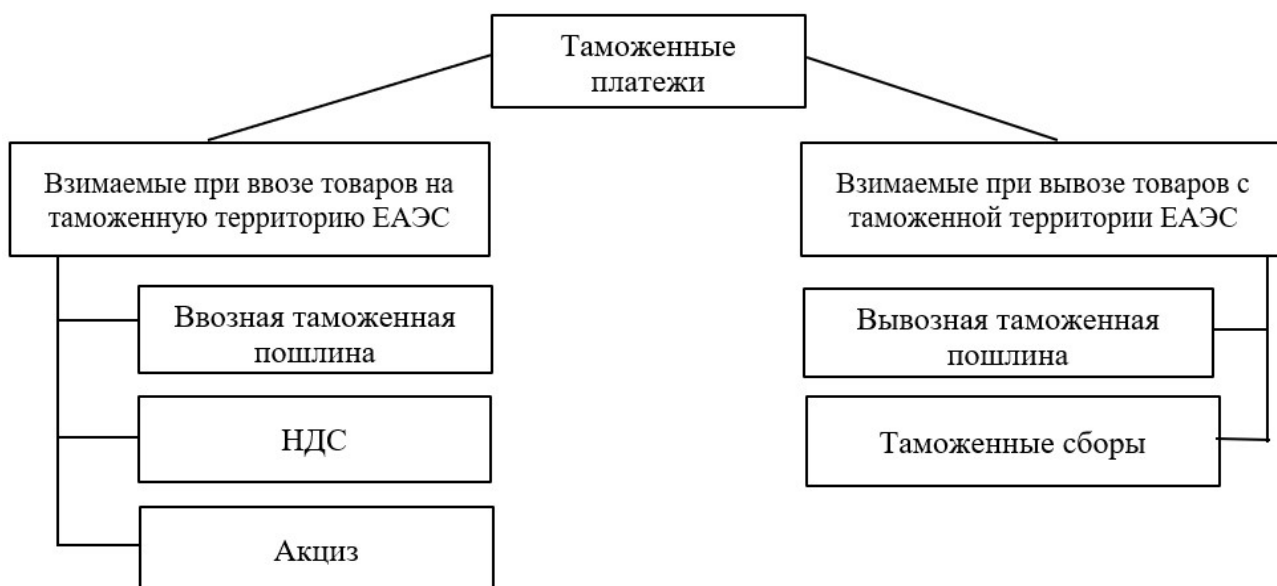 Таможенные
платежи
Взимаемые при ввозе товаров на
таможенную территорию ЕАЭС
Взимаемые при вывозе товаров с
таможенной территории ЕАЭС
Ввозная таможенная
пошлина
Вывозная таможенная
пошлина
НДС
Таможенные сборы
Акциз